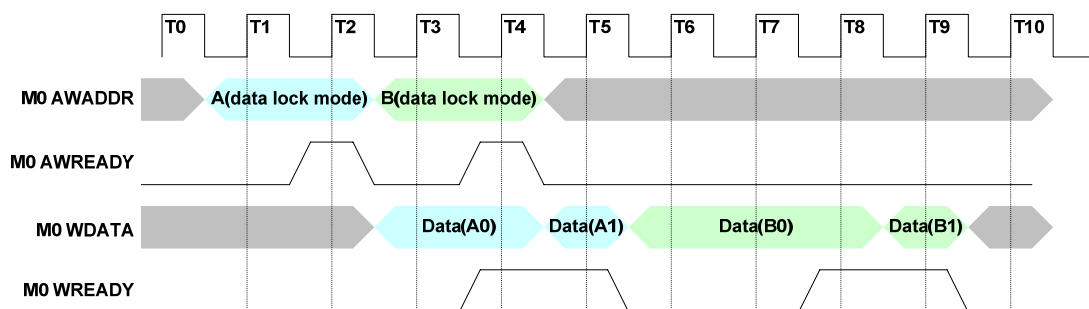 T0 T1 T2 T3 T4 T5 T6 T7 T8 T9 T10
M0 AWADDR A(data lock mode) B(data lock mode)
M0 AWREADY
M0 WDATA Data(A0) Data(A1) Data(B0) Data(B1)
M0 WREADY